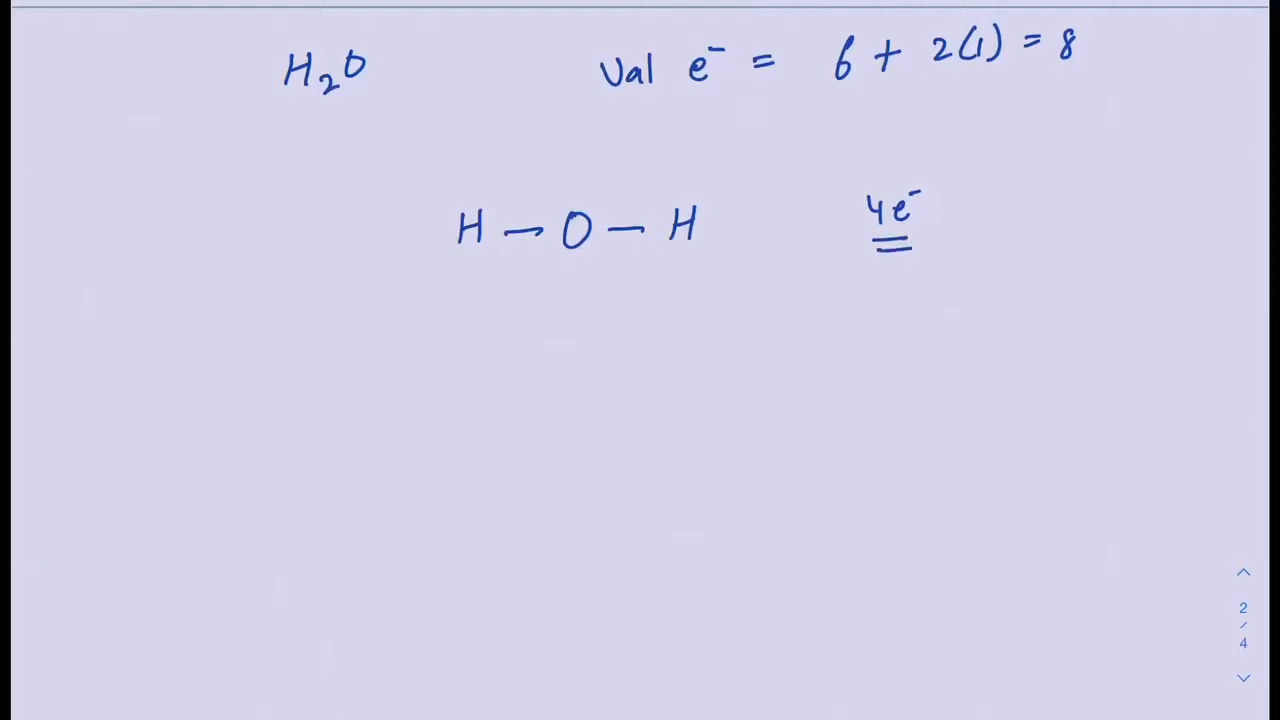 H₂O Val e⁻ = 6 + 2(1) = 8
H – O – H 4e⁻
2
/
4